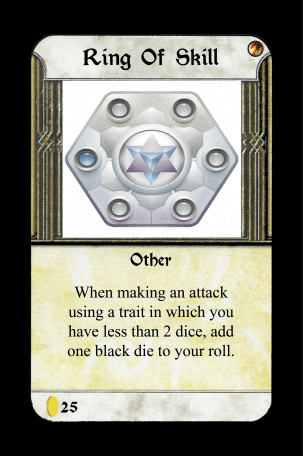 Ring Of Skill
Other
When making an attack
using a trait in which you
have less than 2 dice, add
one black die to your roll.
25